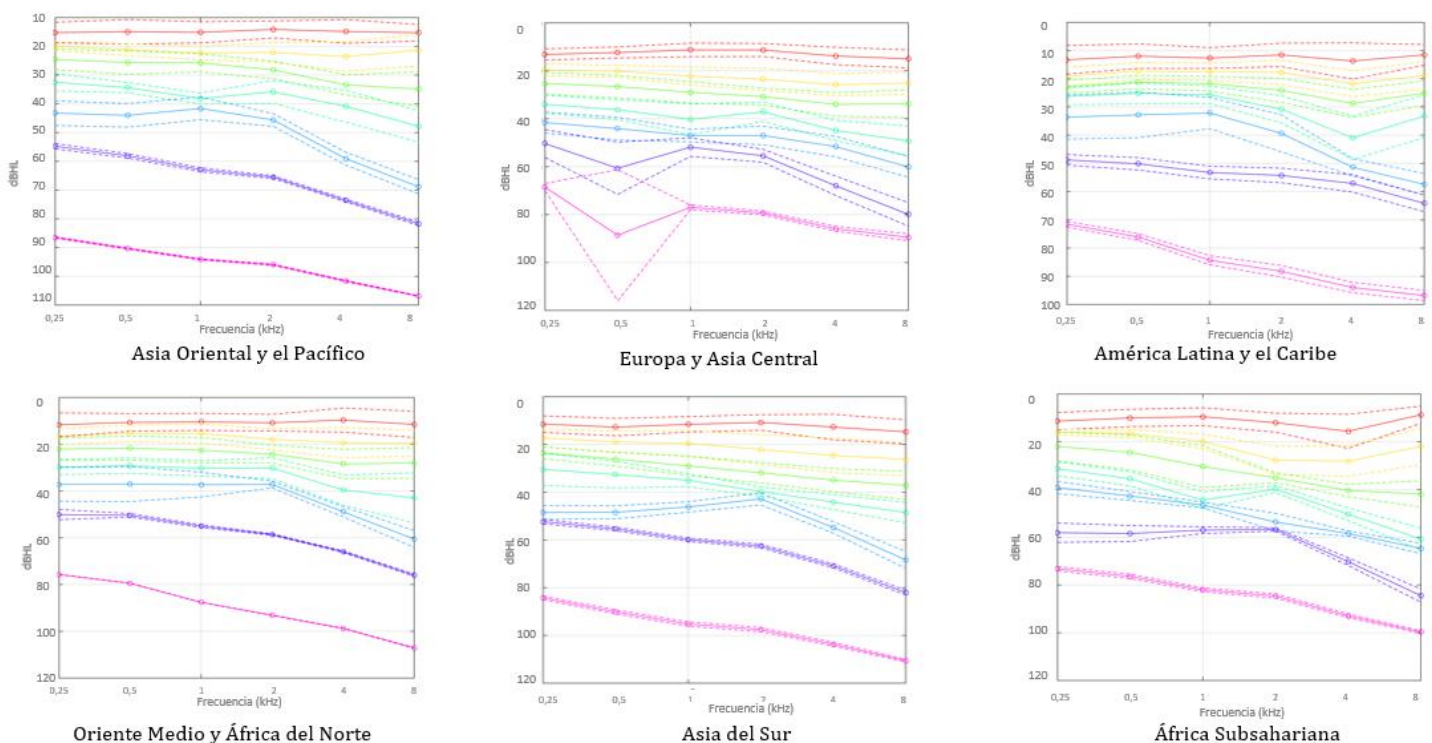 10
20
30
40
50
60
70
80
90
100
110
dBHL
0,25 0,5 1 2 4 8
Frecuencia (kHz)
Asia Oriental y el Pacífico
0
20
40
60
80
100
120
dBHL
0,25 0,5 1 2 4 8
Frecuencia (kHz)
Europa y Asia Central
0
10
20
30
40
50
60
70
80
90
100
dBHL
0,25 0,5 1 2 4 8
Frecuencia (kHz)
América Latina y el Caribe
0
20
40
60
80
100
120
dBHL
0,25 0,5 1 2 4 8
Frecuencia (kHz)
Oriente Medio y África del Norte
0
20
40
60
80
100
120
dBHL
0,25 0,5 1 2 4 8
Frecuencia (kHz)
Asia del Sur
0
20
40
60
80
100
120
dBHL
0,25 0,5 1 2 4 8
Frecuencia (kHz)
África Subsahariana